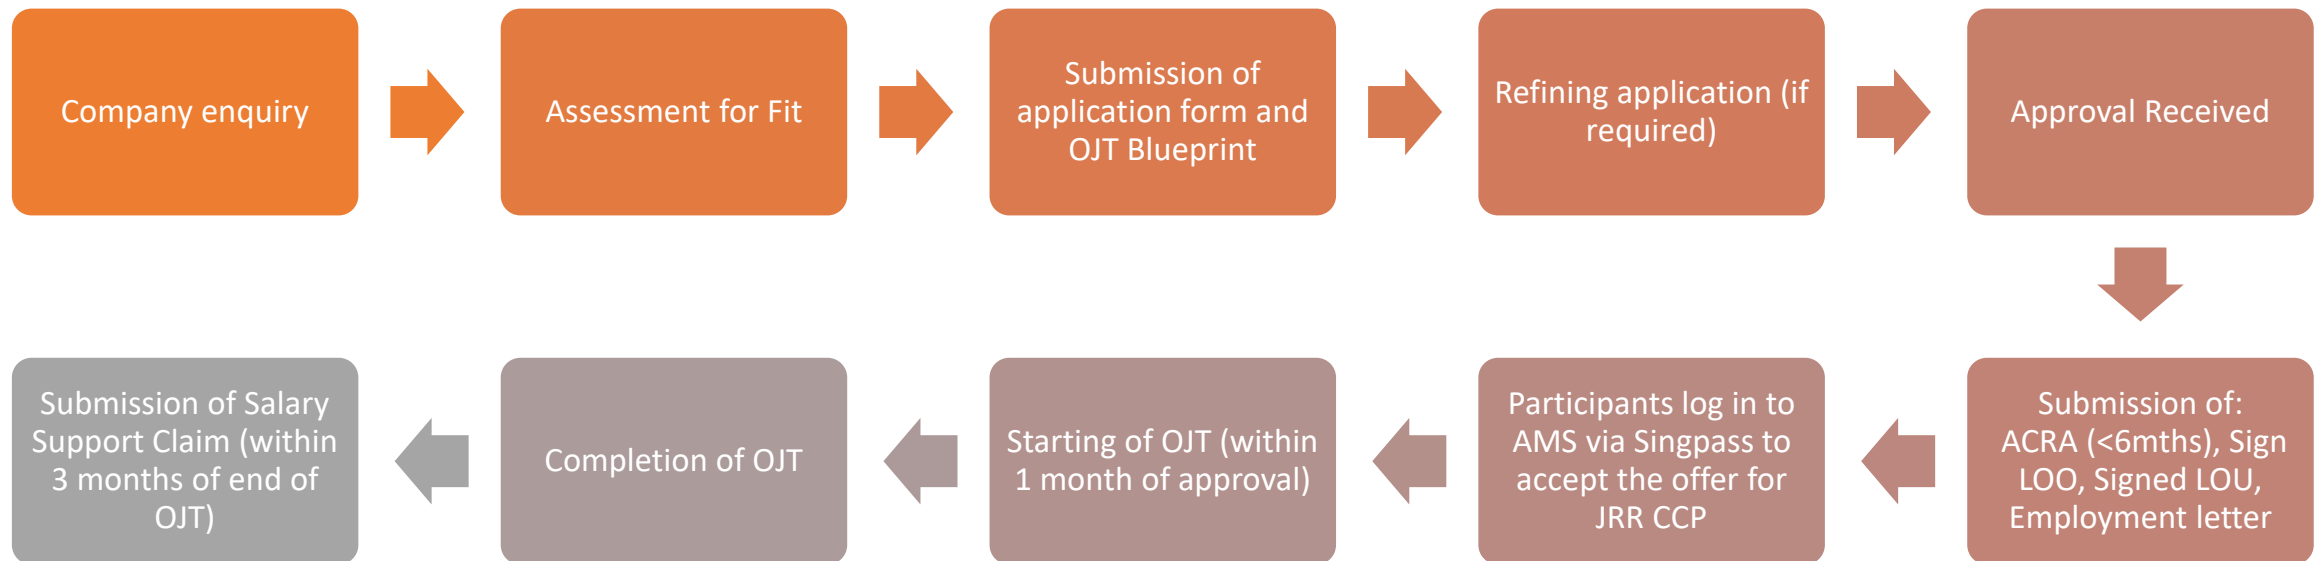 Company enquiry
Assessment for Fit
Submission of
application form and
OJT Blueprint
Refining application (if
required)
Approval Received
Submission of:
ACRA (<6mths), Sign
LOO, Signed LOU,
Employment letter
Participants log in to
AMS via Singpass to
accept the offer for
JRR CCP
Starting of OJT (within
1 month of approval)
Completion of OJT
Submission of Salary
Support Claim (within
3 months of end of
OJT)